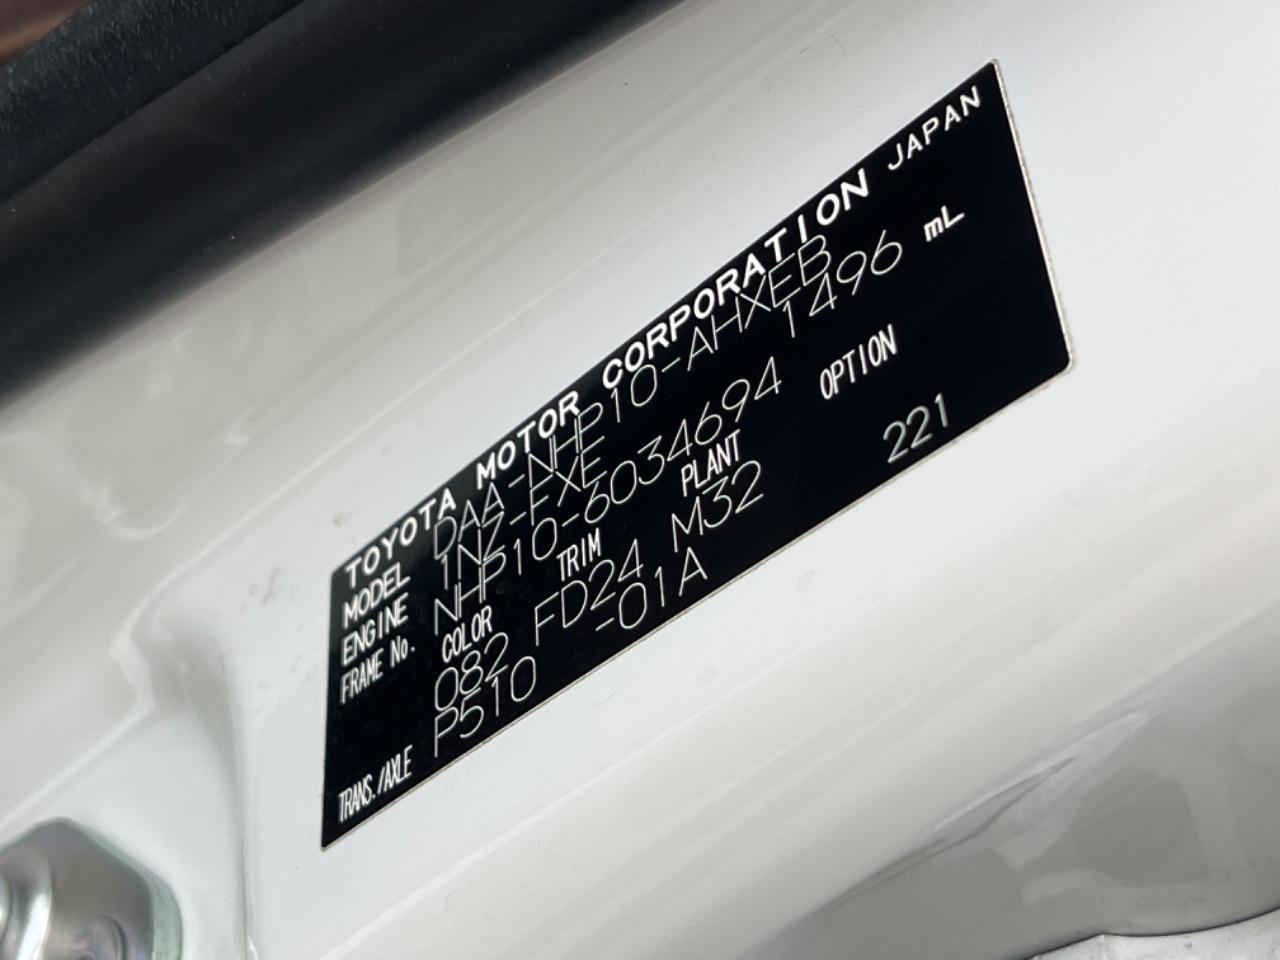 TOYOTA MOTOR CORPORATION JAPAN
MODEL DAA-NHP10-AHXEB
ENGINE 1NZ-FXE 1496 mL
FRAME No. NHP10-6034694
COLOR TRIM PLANT OPTION
082 FD24 M32 221
-01A
TRANS./AXLE P510